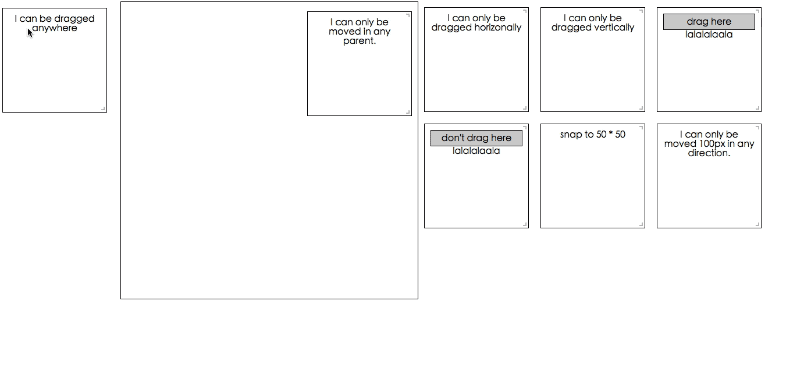 I can be dragged
anywhere
I can only be
moved in any
parent.
I can only be
dragged horizonally
I can only be
dragged vertically
drag here
lalalalaala
don't drag here
lalalalaala
snap to 50 * 50
I can only be
moved 100px in any
direction.